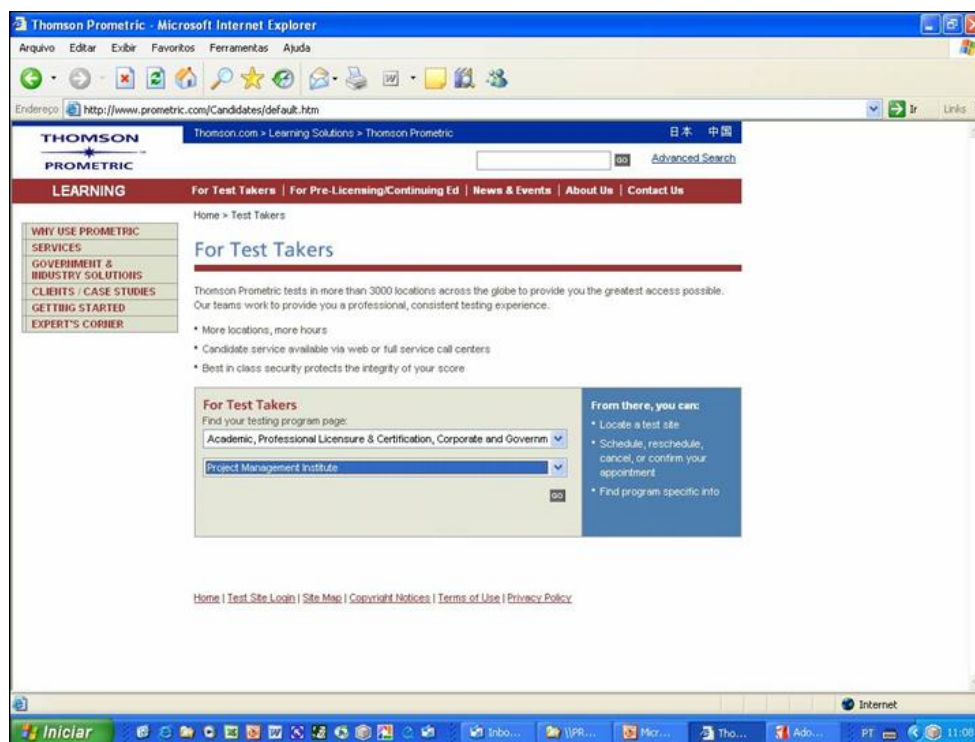 Thomson Prometric - Microsoft Internet Explorer
Arquivo Editar Exibir Favoritos Ferramentas Ajuda
Endereço http://www.prometric.com/Candidates/default.htm Ir Links
THOMSON
PROMETRIC
Thomson.com > Learning Solutions > Thomson Prometric 日本 中国
GO Advanced Search
LEARNING For Test Takers | For Pre-Licensing/Continuing Ed | News & Events | About Us | Contact Us
Home > Test Takers
WHY USE PROMETRIC
SERVICES
GOVERNMENT &
INDUSTRY SOLUTIONS
CLIENTS / CASE STUDIES
GETTING STARTED
EXPERT'S CORNER
For Test Takers
Thomson Prometric tests in more than 3000 locations across the globe to provide you the greatest access possible.
Our teams work to provide you a professional, consistent testing experience.
• More locations, more hours
• Candidate service available via web or full service call centers
• Best in class security protects the integrity of your score
For Test Takers
Find your testing program page:
Academic, Professional Licensure & Certification, Corporate and Governm
Project Management Institute
GO
From there, you can:
• Locate a test site
• Schedule, reschedule,
cancel, or confirm your
appointment
• Find program specific info
Home | Test Site Login | Site Map | Copyright Notices | Terms of Use | Privacy Policy
Internet
Iniciar Inbo... \\PR... Micr... Tho... Ado... PT 11:08